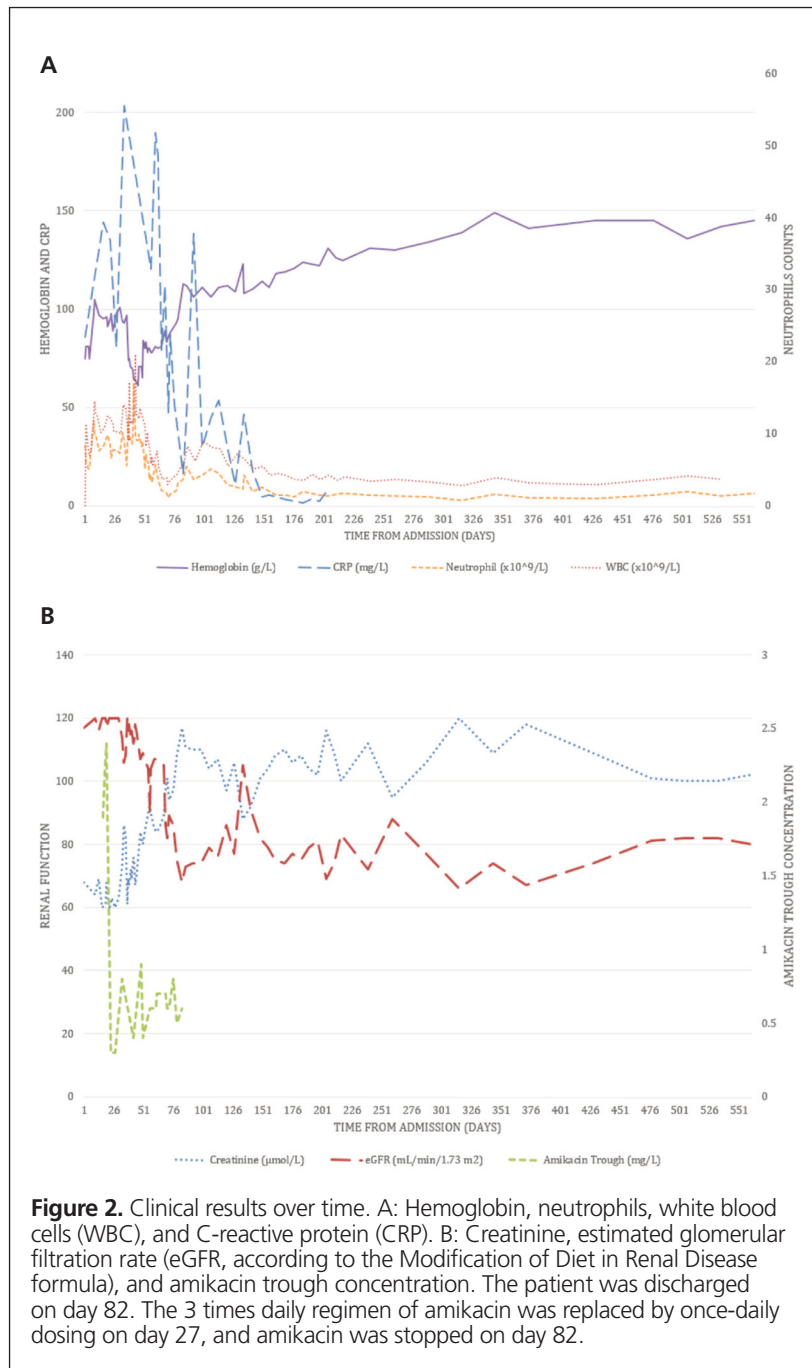 A
60
200
50
150
40
HEMOGLOBIN AND CRP
NEUTROPHILS COUNTS
30
100
20
50
10
0
0
1 26 51 76 101 126 151 176 201 226 251 276 301 326 351 376 401 426 451 476 501 526 551
TIME FROM ADMISSION (DAYS)
Hemoglobin (g/L) CRP (mg/L) Neutrophil (x10^9/L) WBC (x10^9/L)
B
140
3
120
2.5
100
2
80
RENAL FUNCTION
AMIKACIN TROUGH CONCENTRATION
1.5
60
1
40
0.5
20
0
0
1 26 51 76 101 126 151 176 201 226 251 276 301 326 351 376 401 426 451 476 501 526 551
TIME FROM ADMISSION (DAYS)
Creatinine (µmol/L) eGFR (mL/min/1.73 m2) Amikacin Trough (mg/L)
Figure 2. Clinical results over time. A: Hemoglobin, neutrophils, white blood
cells (WBC), and C-reactive protein (CRP). B: Creatinine, estimated glomerular
filtration rate (eGFR, according to the Modification of Diet in Renal Disease
formula), and amikacin trough concentration. The patient was discharged
on day 82. The 3 times daily regimen of amikacin was replaced by once-daily
dosing on day 27, and amikacin was stopped on day 82.